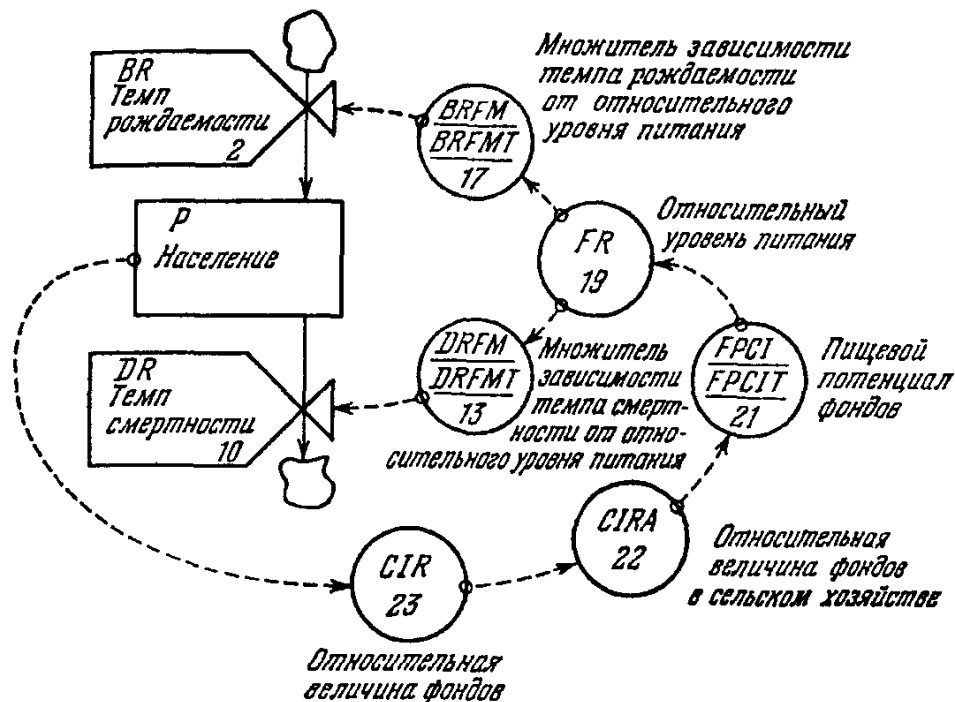 BR
Темп
рождаемости
2
BRFM
BRFMT
17
Множитель зависимости
темпа рождаемости
от относительного
уровня питания
P
Население
FR
19
Относительный
уровень питания
DR
Темп
смертности
10
DRFM
DRFMT
13
Множитель
зависимости
темпа смерт-
ности от отно-
сительного уровня питания
FPCI
FPCIT
21
Пищевой
потенциал
фондов
CIRA
22
Относительная
величина фондов
в сельском хозяйстве
CIR
23
Относительная
величина фондов